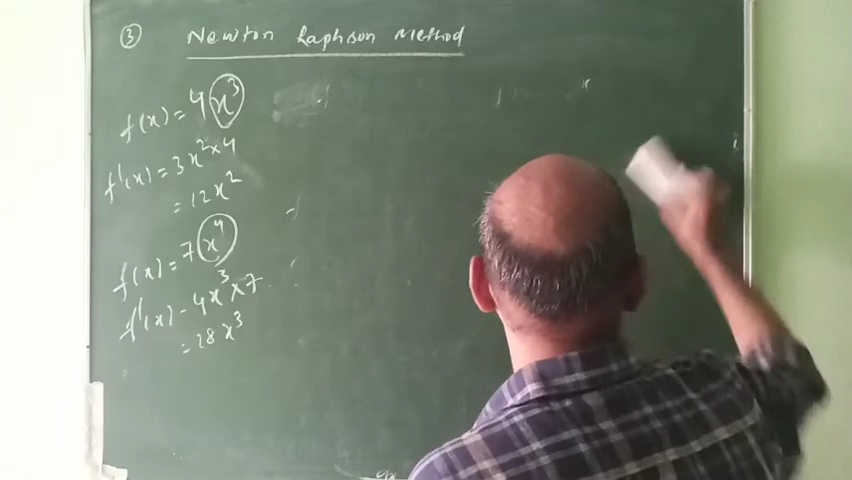 ③ Newton Raphson Method
f(x) = 4x³
f'(x) = 3x²×4
= 12x²
f(x) = 7x⁴
f'(x) - 4x³×7
= 28x³